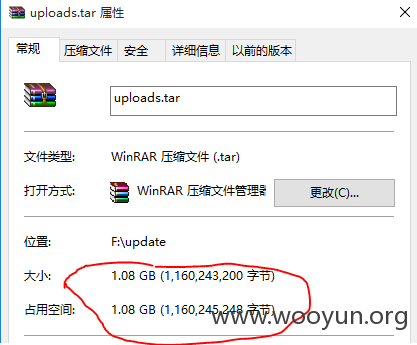 uploads.tar 属性
常规 压缩文件 安全 详细信息 以前的版本
uploads.tar
文件类型: WinRAR 压缩文件 (.tar)
打开方式: WinRAR 压缩文件管理器 更改(C)...
位置: F:\update
大小: 1.08 GB (1,160,243,200 字节)
占用空间: 1.08 GB (1,160,245,248 字节)
www.wooyun.org